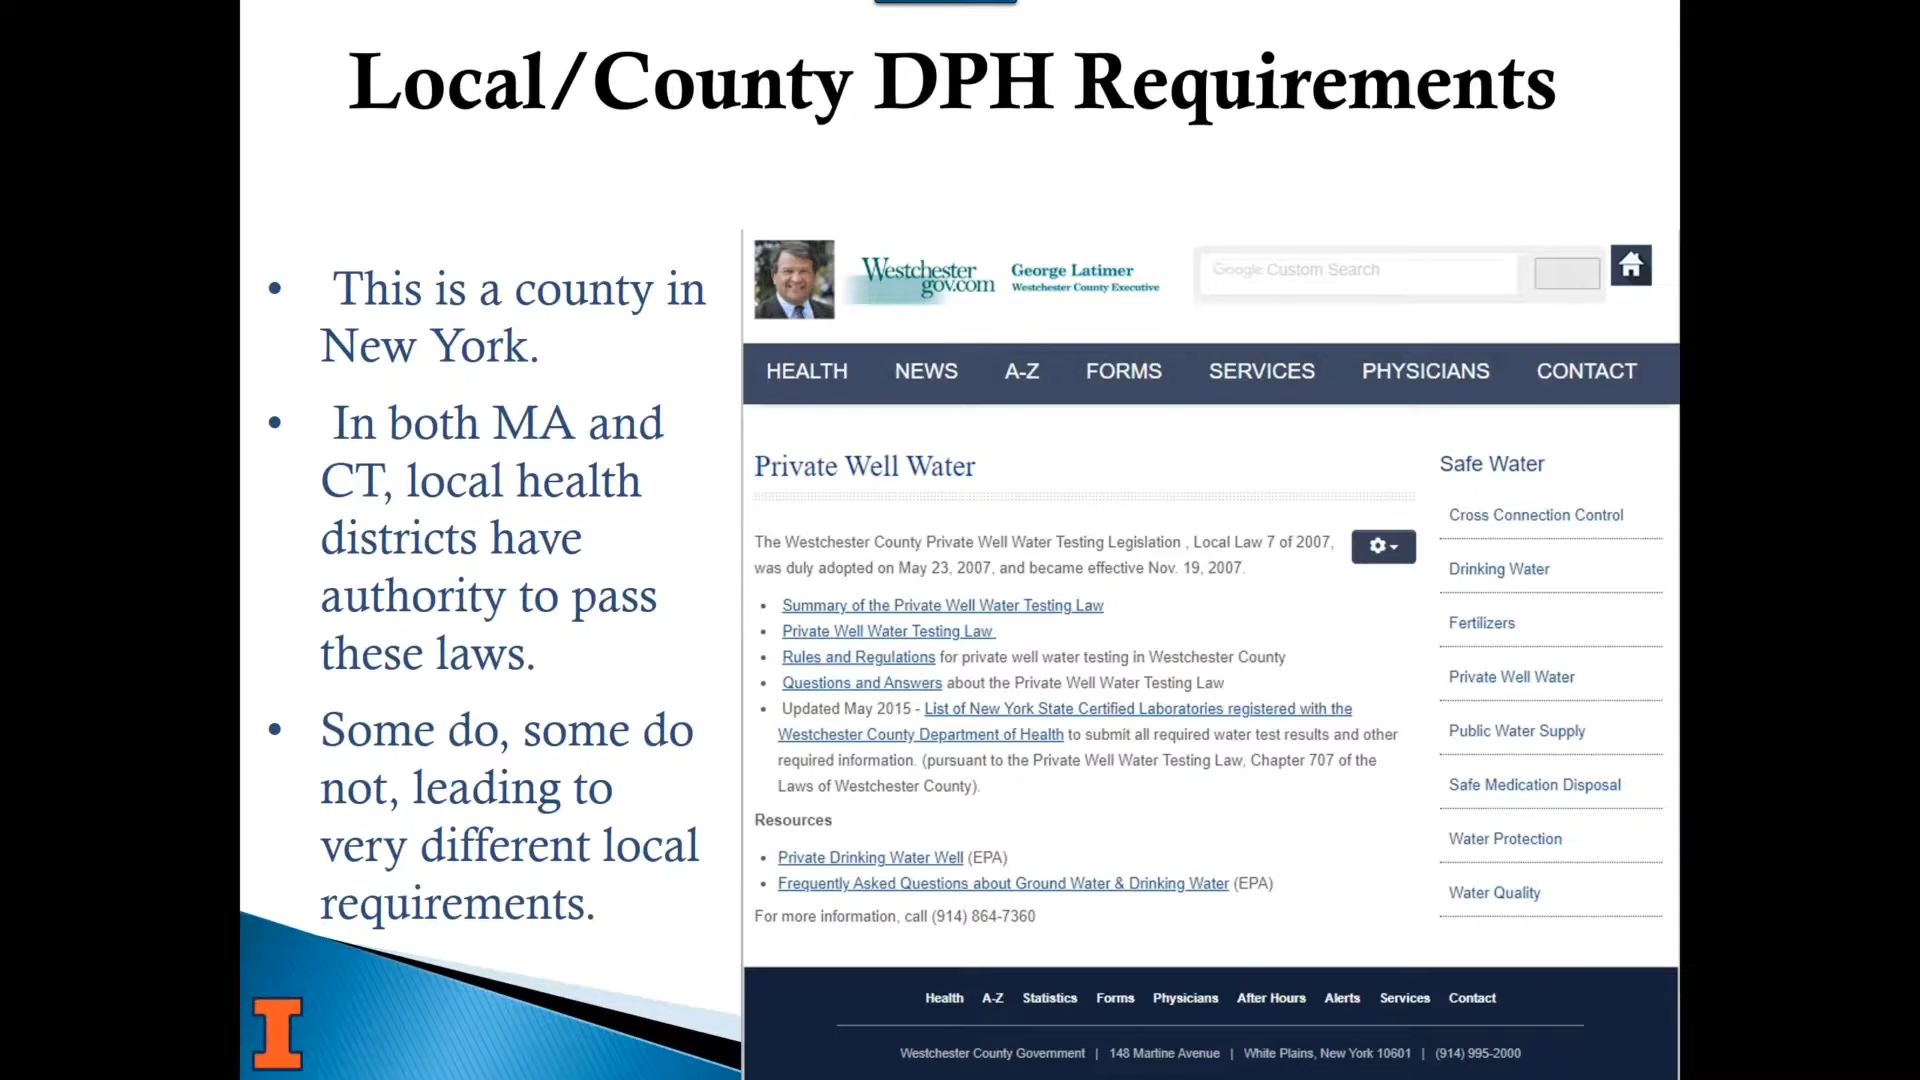 Local/County DPH Requirements
• This is a county in
New York.
• In both MA and
CT, local health
districts have
authority to pass
these laws.
• Some do, some do
not, leading to
very different local
requirements.
I
Westchester
gov.com
George Latimer
Westchester County Executive
Google Custom Search
HEALTH NEWS A-Z FORMS SERVICES PHYSICIANS CONTACT
Private Well Water
The Westchester County Private Well Water Testing Legislation , Local Law 7 of 2007,
was duly adopted on May 23, 2007, and became effective Nov. 19, 2007.
• Summary of the Private Well Water Testing Law
• Private Well Water Testing Law
• Rules and Regulations for private well water testing in Westchester County
• Questions and Answers about the Private Well Water Testing Law
• Updated May 2015 - List of New York State Certified Laboratories registered with the
Westchester County Department of Health to submit all required water test results and other
required information. (pursuant to the Private Well Water Testing Law, Chapter 707 of the
Laws of Westchester County).
Resources
• Private Drinking Water Well (EPA)
• Frequently Asked Questions about Ground Water & Drinking Water (EPA)
For more information, call (914) 864-7360
Safe Water
Cross Connection Control
Drinking Water
Fertilizers
Private Well Water
Public Water Supply
Safe Medication Disposal
Water Protection
Water Quality
Health A-Z Statistics Forms Physicians After Hours Alerts Services Contact
Westchester County Government | 148 Martine Avenue | White Plains, New York 10601 | (914) 995-2000